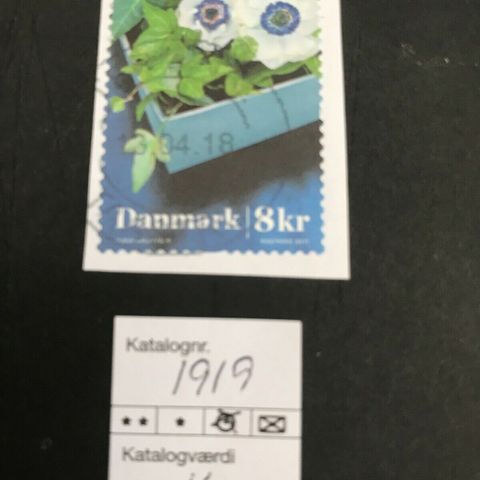 13.04.18
Danmark | 8kr
Katalognr.
1919
★★ ★
Katalogværdi